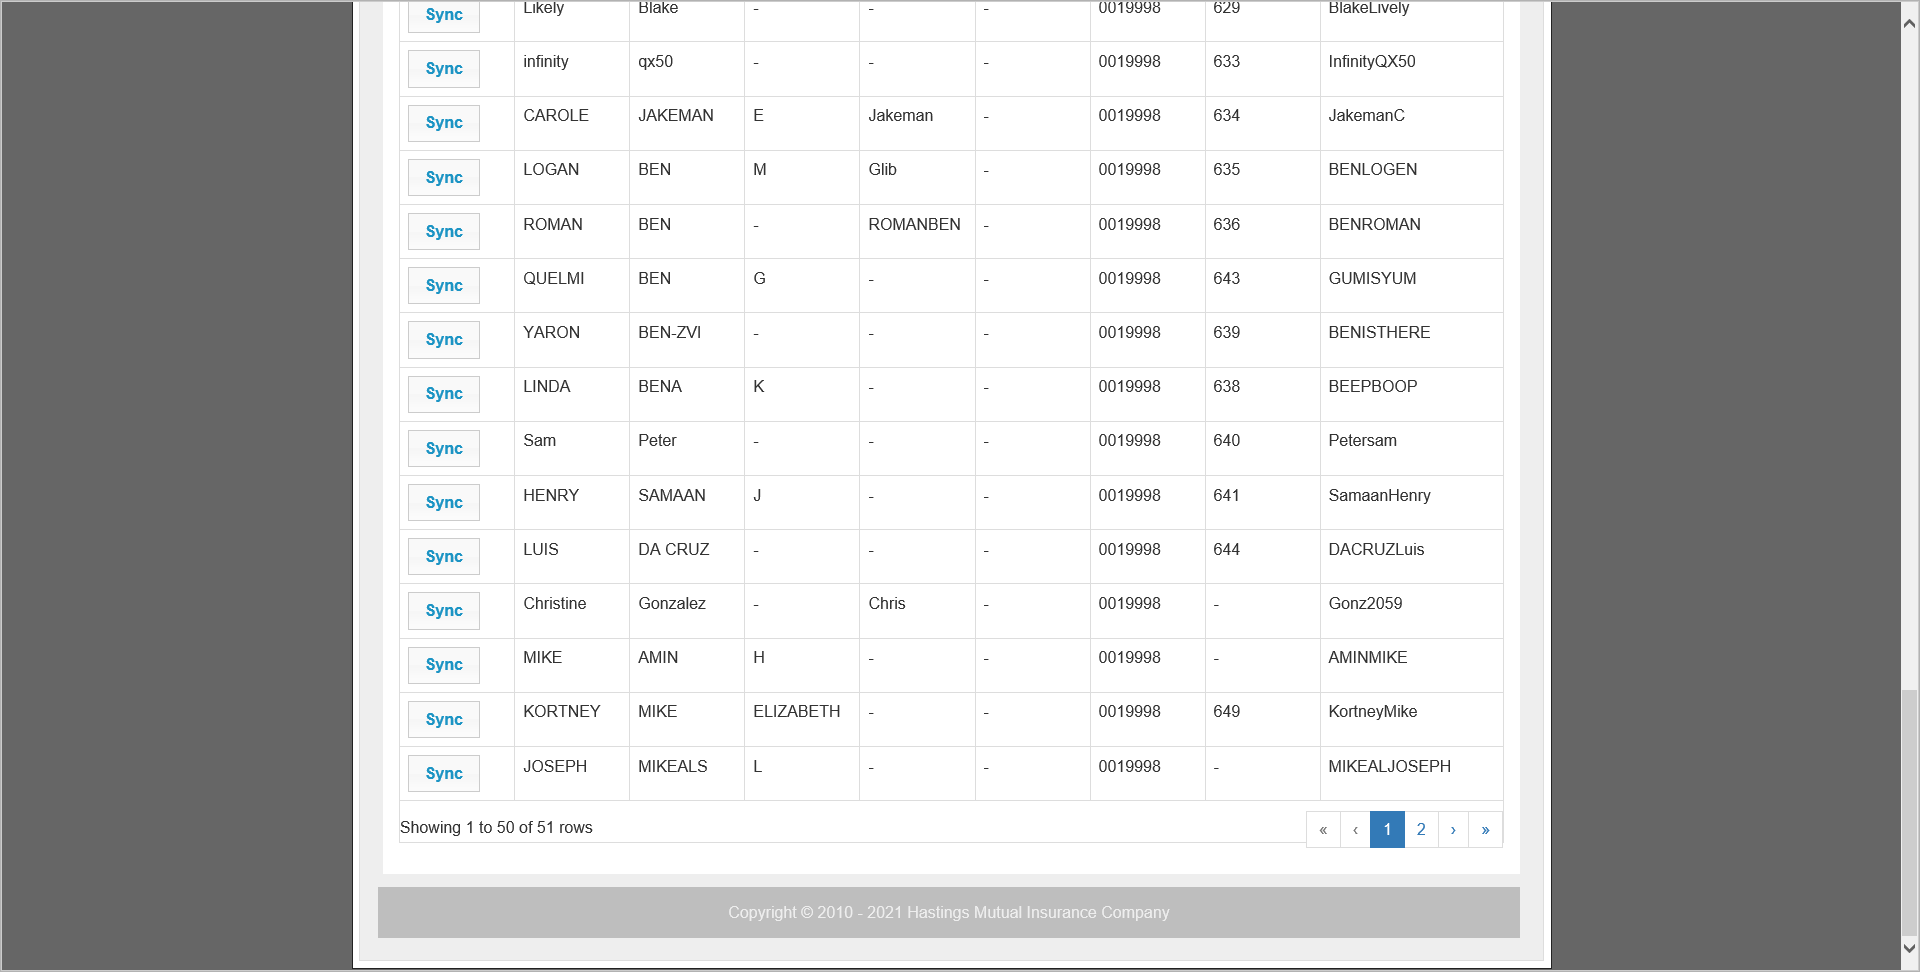 Sync Likely Blake - - - 0019998 629 BlakeLively
Sync infinity qx50 - - - 0019998 633 InfinityQX50
Sync CAROLE JAKEMAN E Jakeman - 0019998 634 JakemanC
Sync LOGAN BEN M Glib - 0019998 635 BENLOGEN
Sync ROMAN BEN - ROMANBEN - 0019998 636 BENROMAN
Sync QUELMI BEN G - - 0019998 643 GUMISYUM
Sync YARON BEN-ZVI - - - 0019998 639 BENISTHERE
Sync LINDA BENA K - - 0019998 638 BEEPBOOP
Sync Sam Peter - - - 0019998 640 Petersam
Sync HENRY SAMAAN J - - 0019998 641 SamaanHenry
Sync LUIS DA CRUZ - - - 0019998 644 DACRUZLuis
Sync Christine Gonzalez - Chris - 0019998 - Gonz2059
Sync MIKE AMIN H - - 0019998 - AMINMIKE
Sync KORTNEY MIKE ELIZABETH - - 0019998 649 KortneyMike
Sync JOSEPH MIKEALS L - - 0019998 - MIKEALJOSEPH
Showing 1 to 50 of 51 rows « ‹ 1 2 › »
Copyright © 2010 - 2021 Hastings Mutual Insurance Company